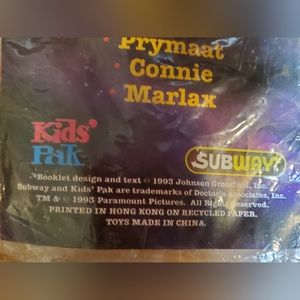 · Prymaat
· Connie
· Marlax
Kids' Pak
SUBWAY
*Booklet design and text © 1993 Johnson Grossfield, Inc.
Subway and Kids' Pak are trademarks of Doctor's Associates, Inc.
TM & © 1993 Paramount Pictures. All Rights Reserved.
PRINTED IN HONG KONG ON RECYCLED PAPER.
TOYS MADE IN CHINA.